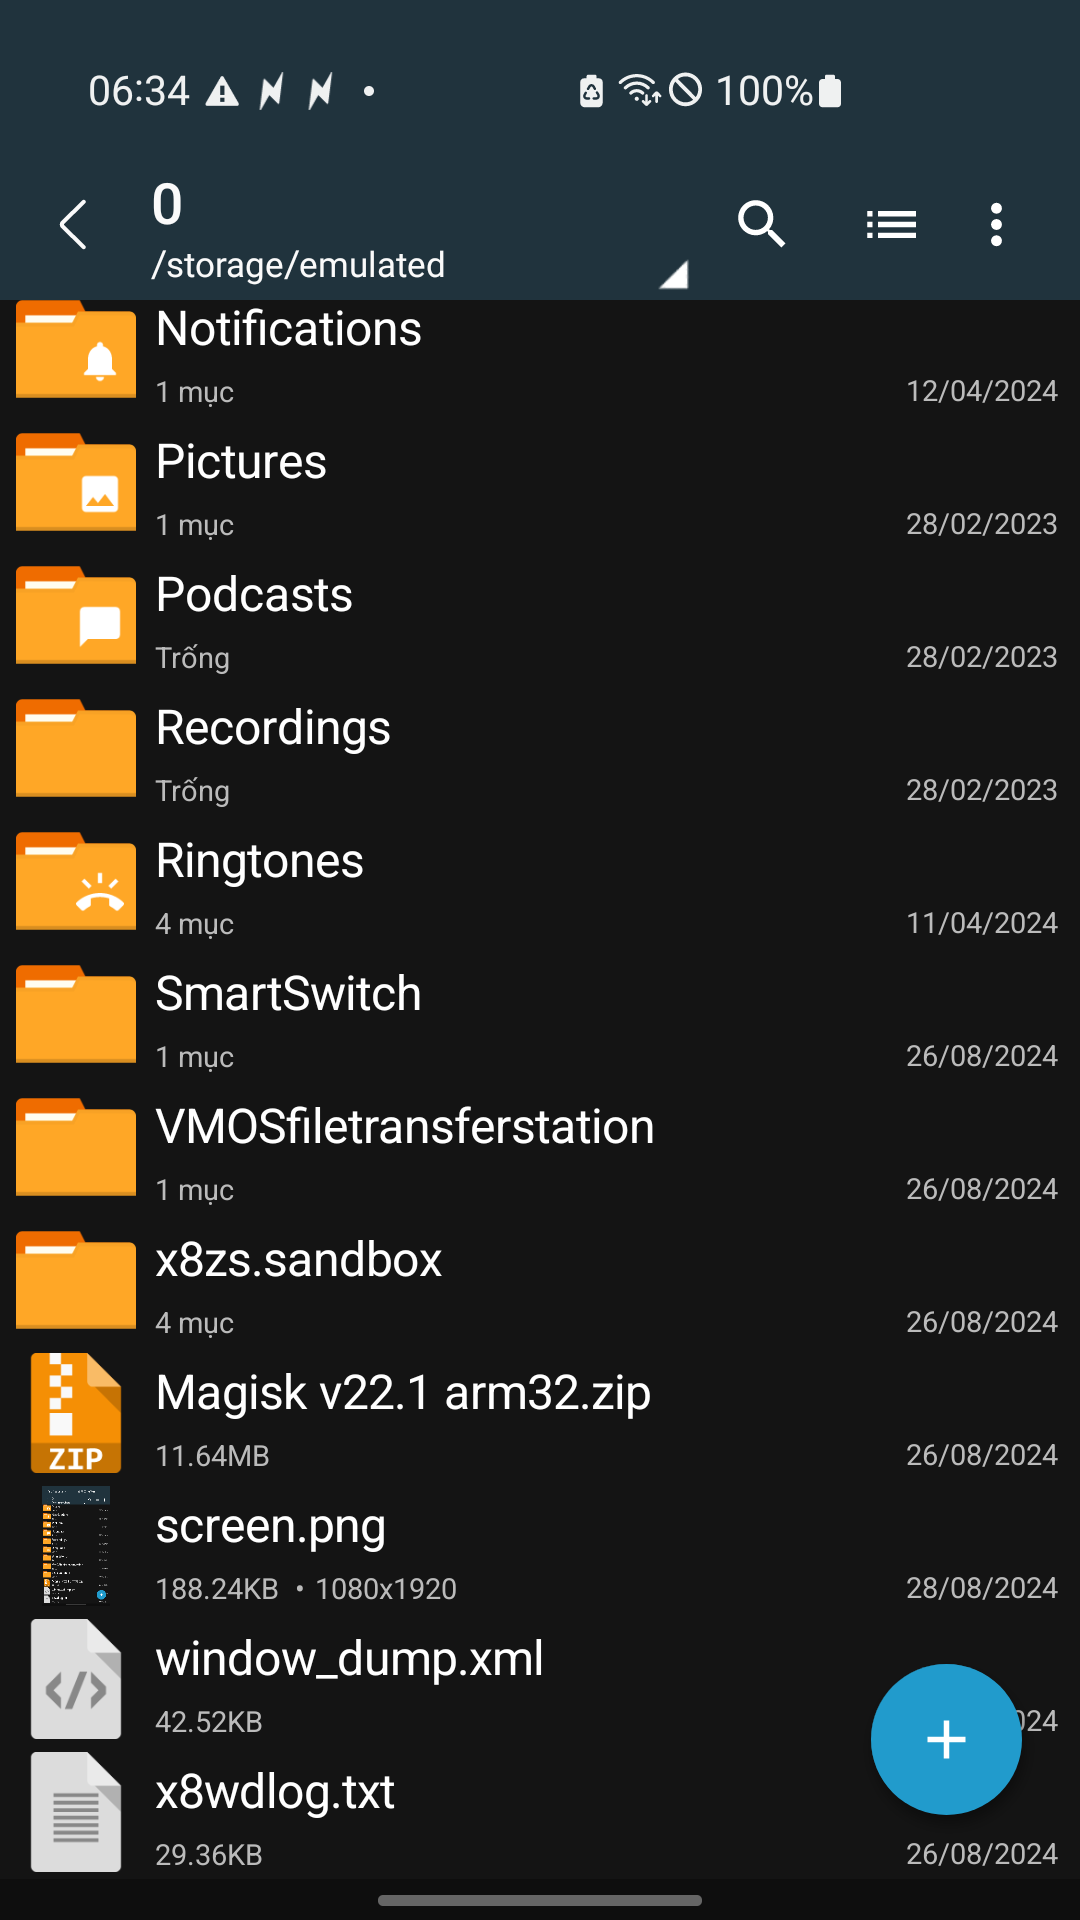 06:34
100%
0
/storage/emulated
Notifications
1 mục
12/04/2024
Pictures
1 mục
28/02/2023
Podcasts
Trống
28/02/2023
Recordings
Trống
28/02/2023
Ringtones
4 mục
11/04/2024
SmartSwitch
1 mục
26/08/2024
VMOSfiletransferstation
1 mục
26/08/2024
x8zs.sandbox
4 mục
26/08/2024
Magisk v22.1 arm32.zip
ZIP
11.64MB
26/08/2024
screen.png
188.24KB • 1080x1920
28/08/2024
window_dump.xml
42.52KB
024
x8wdlog.txt
29.36KB
26/08/2024